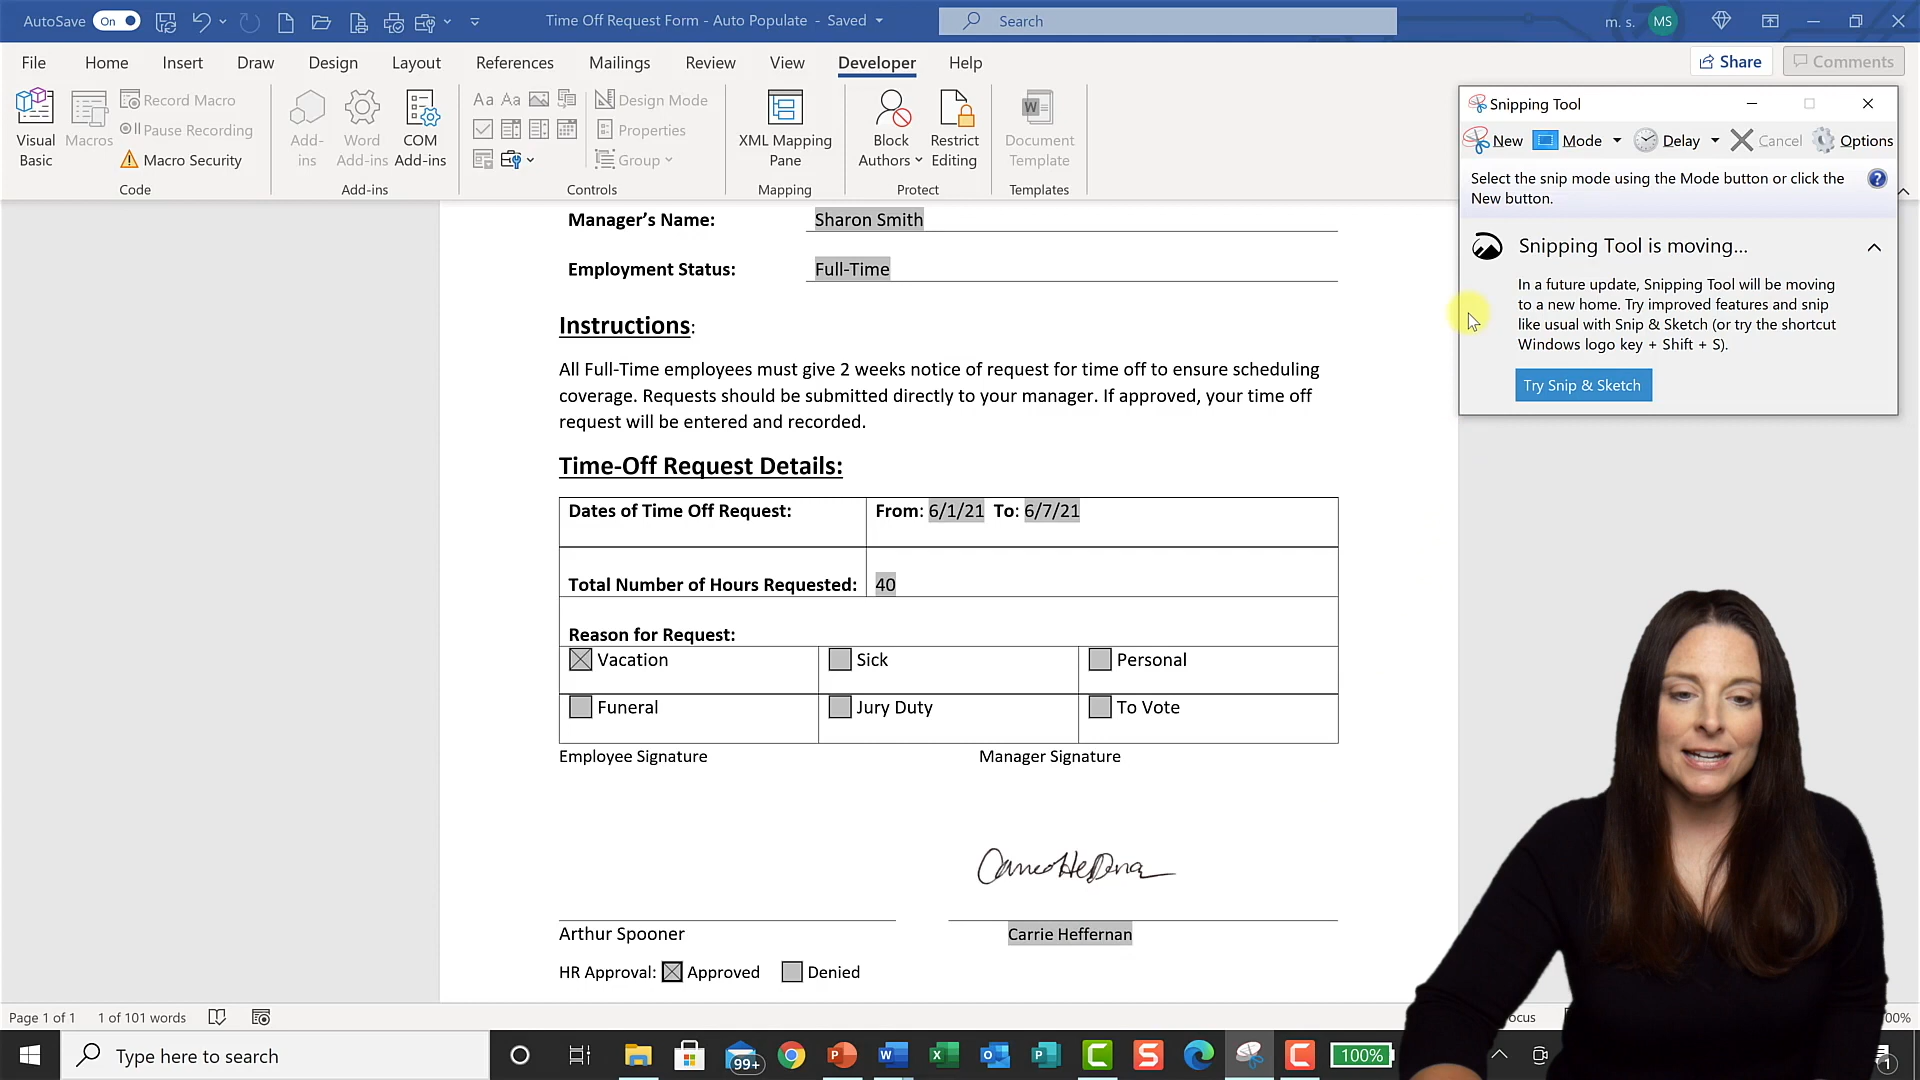 AutoSave On Time Off Request Form - Auto Populate - Saved Search m. s. MS
File Home Insert Draw Design Layout References Mailings Review View Developer Help Share Comments
Visual Basic
Macros
Record Macro
Pause Recording
Macro Security
Code
Add-ins
Word Add-ins
COM Add-ins
Add-ins
Aa Aa
Design Mode
Properties
Group
Controls
XML Mapping Pane
Mapping
Block Authors
Restrict Editing
Protect
Document Template
Templates
Snipping Tool
New Mode Delay Cancel Options
Select the snip mode using the Mode button or click the
New button.
Snipping Tool is moving...
In a future update, Snipping Tool will be moving
to a new home. Try improved features and snip
like usual with Snip & Sketch (or try the shortcut
Windows logo key + Shift + S).
Try Snip & Sketch
Manager's Name: Sharon Smith
Employment Status: Full-Time
Instructions:
All Full-Time employees must give 2 weeks notice of request for time off to ensure scheduling
coverage. Requests should be submitted directly to your manager. If approved, your time off
request will be entered and recorded.
Time-Off Request Details:
Dates of Time Off Request: From: 6/1/21 To: 6/7/21
Total Number of Hours Requested: 40
Reason for Request:
Vacation Sick Personal
Funeral Jury Duty To Vote
Employee Signature Manager Signature
Arthur Spooner Carrie Heffernan
HR Approval: Approved Denied
Page 1 of 1 1 of 101 words
Type here to search 99+ 100% 1